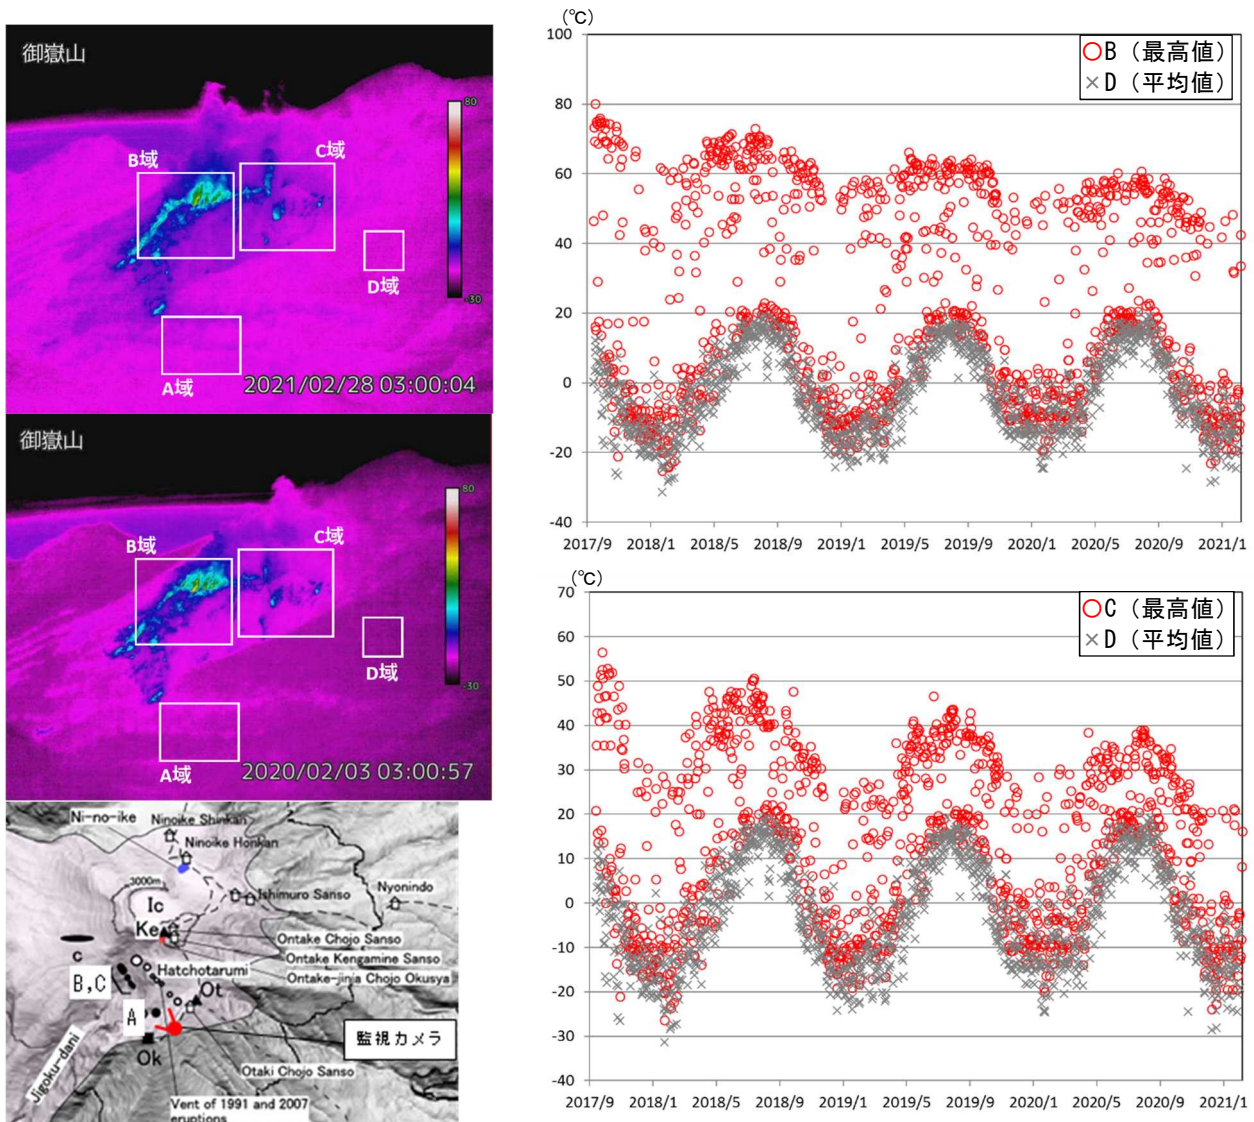 御嶽山
80
B域
C域
D域
-30
A域
2021/02/28 03:00:04
御嶽山
80
B域
C域
D域
-30
A域
2020/02/03 03:00:57
Ni-no-ike
Ninoike Shinkan
Ninoike Honkan
3000m
Ic
Ishimuro Sanso
Nyonindo
Ke
Ontake Chojo Sanso
Ontake Kengamine Sanso
Ontake-jinja Chojo Okusya
c
Hatchotarumi
B,C
Ot
A
監視カメラ
Ok
Jigoku-dani
Otaki Chojo Sanso
Vent of 1991 and 2007
eruptions
(℃)
100
80
60
40
20
0
-20
-40
B（最高値）
D（平均値）
2017/9 2018/1 2018/5 2018/9 2019/1 2019/5 2019/9 2020/1 2020/5 2020/9 2021/1
(℃)
70
60
50
40
30
20
10
0
-10
-20
-30
-40
C（最高値）
D（平均値）
2017/9 2018/1 2018/5 2018/9 2019/1 2019/5 2019/9 2020/1 2020/5 2020/9 2021/1